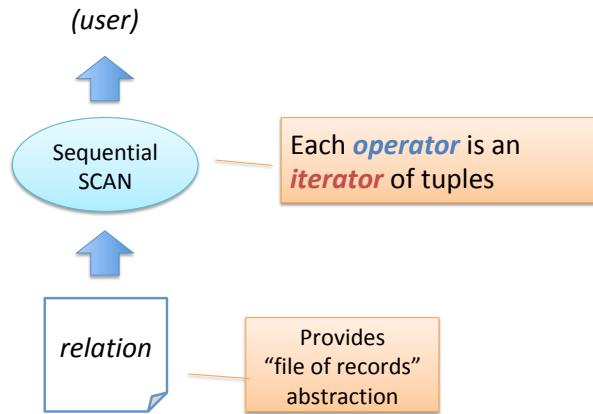 (user)
Sequential
SCAN
Each operator is an
iterator of tuples
relation
Provides
“file of records”
abstraction